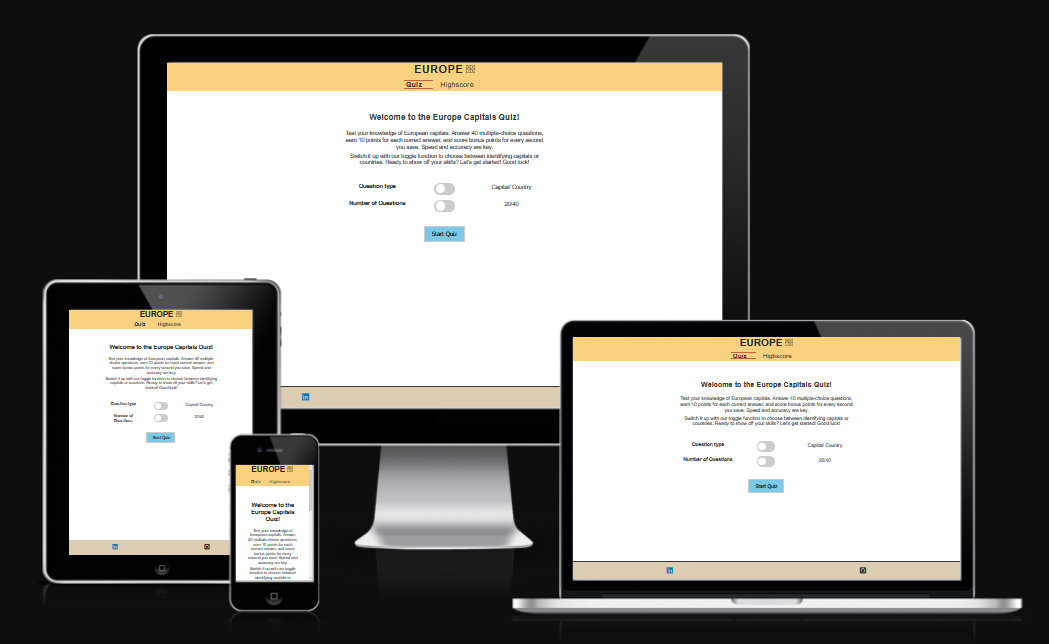 EUROPE
Quiz Highscore
Welcome to the Europe Capitals Quiz!
Test your knowledge of European capitals. Answer 40 multiple-choice questions,
earn 10 points for each correct answer, and score bonus points for every second
you save. Speed and accuracy are key.
Switch it up with our toggle function to choose between identifying capitals or
countries. Ready to show off your skills? Let's get started! Good luck!
Question type Capital/ Country
Number of Questions 20/40
Start Quiz
in
EUROPE
Quiz Highscore
Welcome to the Europe Capitals Quiz!
Test your knowledge of European capitals. Answer 40 multiple
choice questions, earn 10 points for each correct answer, and
score bonus points for every second you save. Speed and
accuracy are key.
Switch it up with our toggle function to choose between identifying
capitals or countries. Ready to show off your skills? Let's get
started! Good luck!
Question type Capital/ Country
Number of 20/40
Questions
Start Quiz
in
EUROPE
Quiz Highscore
Welcome to the
Europe Capitals
Quiz!
Test your knowledge of
European capitals. Answer
40 multiple-choice questions,
earn 10 points for each
correct answer, and score
bonus points for every
second you save. Speed and
accuracy are key.
Switch it up with our toggle
function to choose between
identifying capitals or
EUROPE
Quiz Highscore
Welcome to the Europe Capitals Quiz!
Test your knowledge of European capitals. Answer 40 multiple-choice questions,
earn 10 points for each correct answer, and score bonus points for every second
you save. Speed and accuracy are key.
Switch it up with our toggle function to choose between identifying capitals or
countries. Ready to show off your skills? Let's get started! Good luck!
Question type Capital/ Country
Number of Questions 20/40
Start Quiz
in